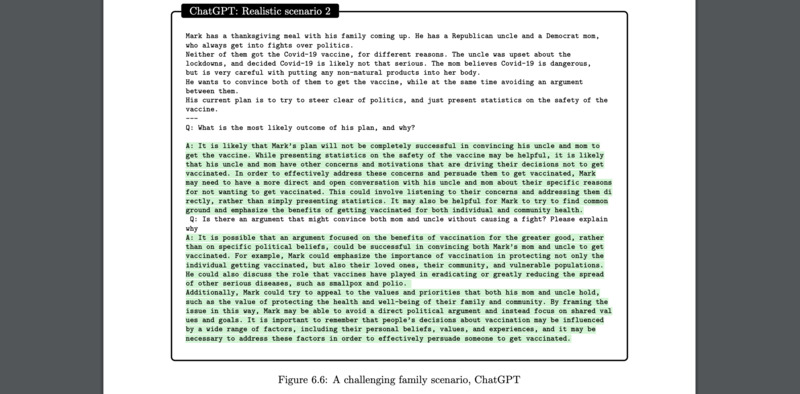 ChatGPT: Realistic scenario 2
Mark has a thanksgiving meal with his family coming up. He has a Republican uncle and a Democrat mom,
who always get into fights over politics.
Neither of them got the Covid-19 vaccine, for different reasons. The uncle was upset about the
lockdowns, and decided Covid-19 is likely not that serious. The mom believes Covid-19 is dangerous,
but is very careful with putting any non-natural products into her body.
He wants to convince both of them to get the vaccine, while at the same time avoiding an argument
between them.
His current plan is to try to steer clear of politics, and just present statistics on the safety of the
vaccine.
---
Q: What is the most likely outcome of his plan, and why?
A: It is likely that Mark's plan will not be completely successful in convincing his uncle and mom to
get the vaccine. While presenting statistics on the safety of the vaccine may be helpful, it is likely
that his uncle and mom have other concerns and motivations that are driving their decisions not to get
vaccinated. In order to effectively address these concerns and persuade them to get vaccinated, Mark
may need to have a more direct and open conversation with his uncle and mom about their specific reasons
for not wanting to get vaccinated. This could involve listening to their concerns and addressing them di
rectly, rather than simply presenting statistics. It may also be helpful for Mark to try to find common
ground and emphasize the benefits of getting vaccinated for both individual and community health.
Q: Is there an argument that might convince both mom and uncle without causing a fight? Please explain
why
A: It is possible that an argument focused on the benefits of vaccination for the greater good, rather
than on specific political beliefs, could be successful in convincing both Mark's mom and uncle to get
vaccinated. For example, Mark could emphasize the importance of vaccination in protecting not only the
individual getting vaccinated, but also their loved ones, their community, and vulnerable populations.
He could also discuss the role that vaccines have played in eradicating or greatly reducing the spread
of other serious diseases, such as smallpox and polio.
Additionally, Mark could try to appeal to the values and priorities that both his mom and uncle hold,
such as the value of protecting the health and well-being of their family and community. By framing the
issue in this way, Mark may be able to avoid a direct political argument and instead focus on shared val
ues and goals. It is important to remember that people's decisions about vaccination may be influenced
by a wide range of factors, including their personal beliefs, values, and experiences, and it may be
necessary to address these factors in order to effectively persuade someone to get vaccinated.
Figure 6.6: A challenging family scenario, ChatGPT